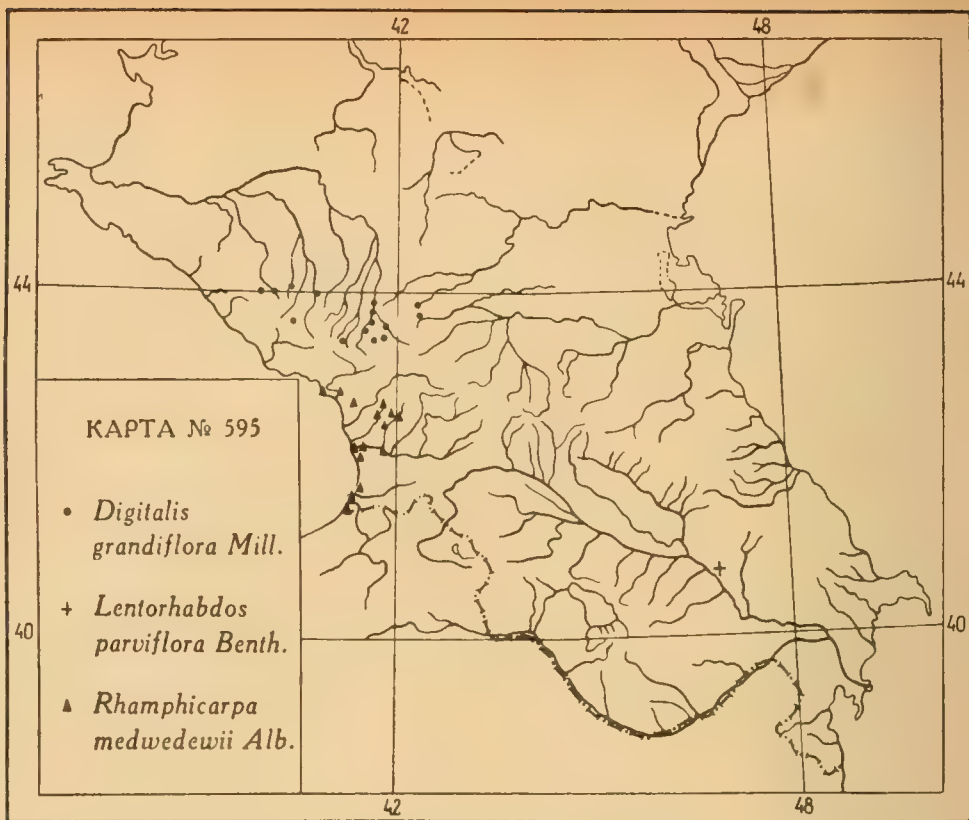 42 48
44 44
КАРТА № 595
• Digitalis
grandiflora Mill.
+ Lentorhabdos
parviflora Benth.
▲ Rhamphicarpa
medwedewii Alb.
40 40
42 48